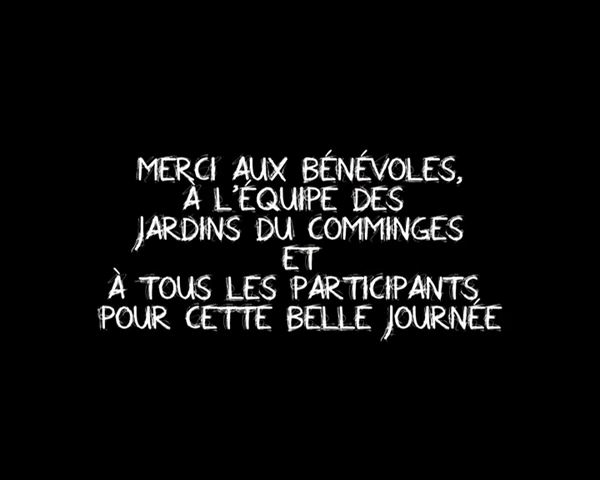 MERCI AUX BÉNÉVOLES,
À L'ÉQUIPE DES
JARDINS DU COMMINGES
ET
À TOUS LES PARTICIPANTS
POUR CETTE BELLE JOURNÉE